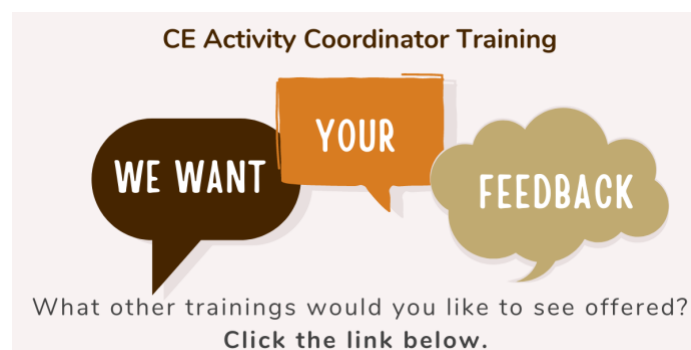 CE Activity Coordinator Training
WE WANT
YOUR
FEEDBACK
What other trainings would you like to see offered?
Click the link below.